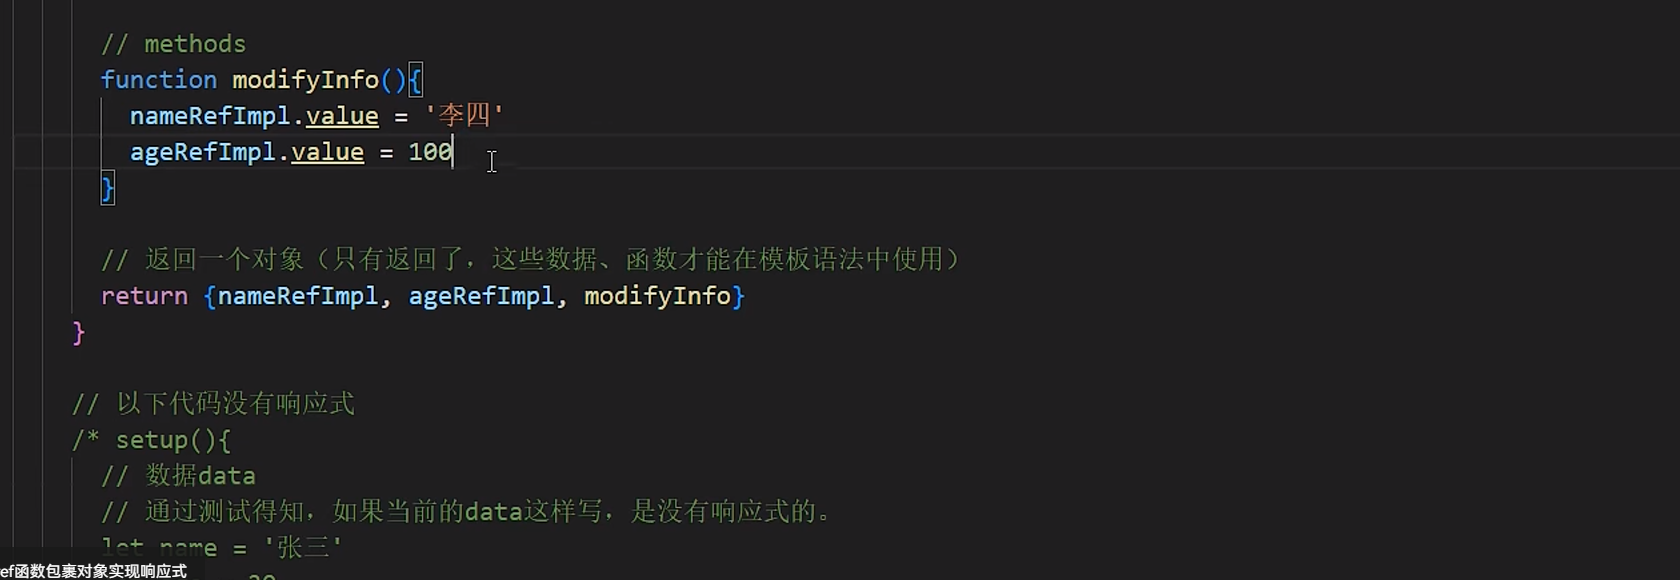 // methods
function modifyInfo(){
nameRefImpl.value = '李四'
ageRefImpl.value = 100
}
// 返回一个对象（只有返回了，这些数据、函数才能在模板语法中使用）
return {nameRefImpl, ageRefImpl, modifyInfo}
}
// 以下代码没有响应式
/* setup(){
// 数据data
// 通过测试得知，如果当前的data这样写，是没有响应式的。
let name = '张三'
ef函数包裹对象实现响应式